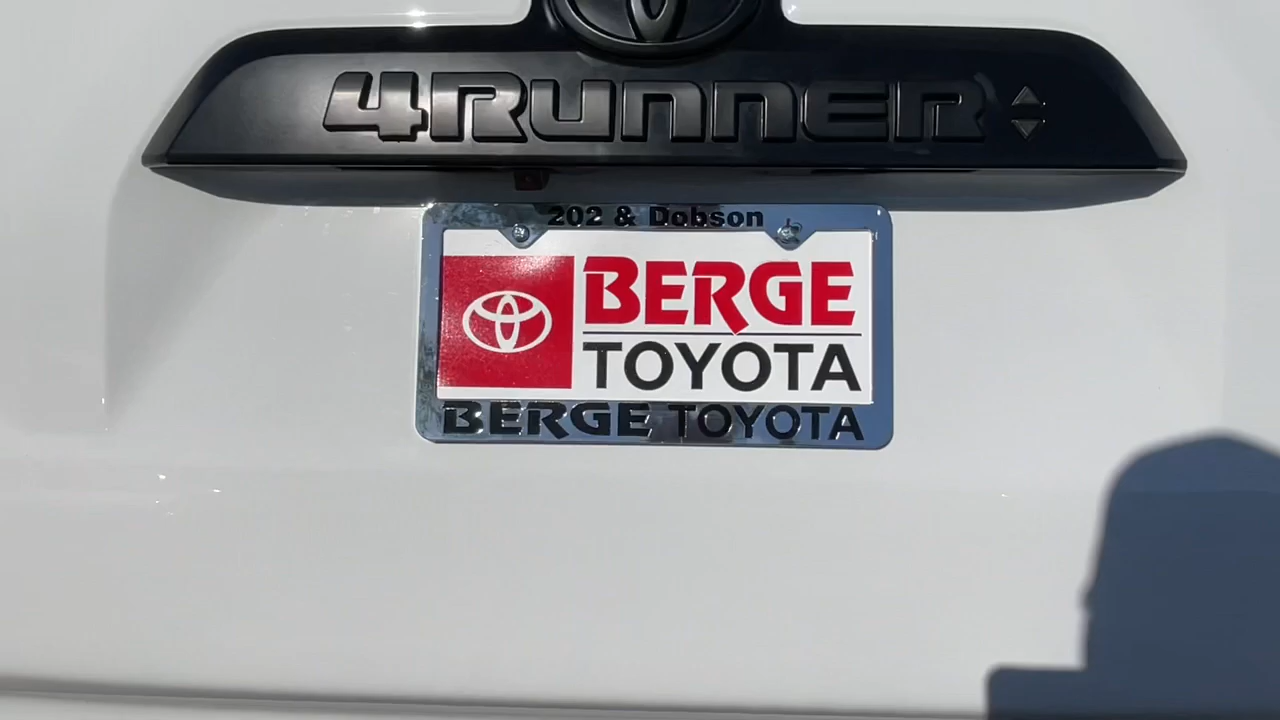 4RUNNER
202 & Dobson
BERGE
TOYOTA
BERGE TOYOTA